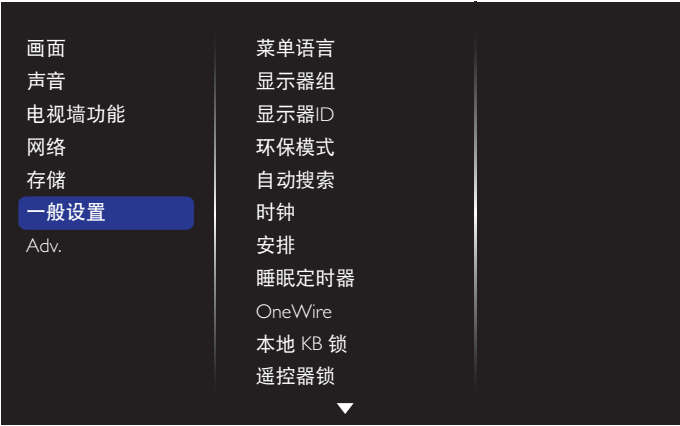 画面
声音
电视墙功能
网络
存储
一般设置
Adv.
菜单语言
显示器组
显示器ID
环保模式
自动搜索
时钟
安排
睡眠定时器
OneWire
本地 KB 锁
遥控器锁